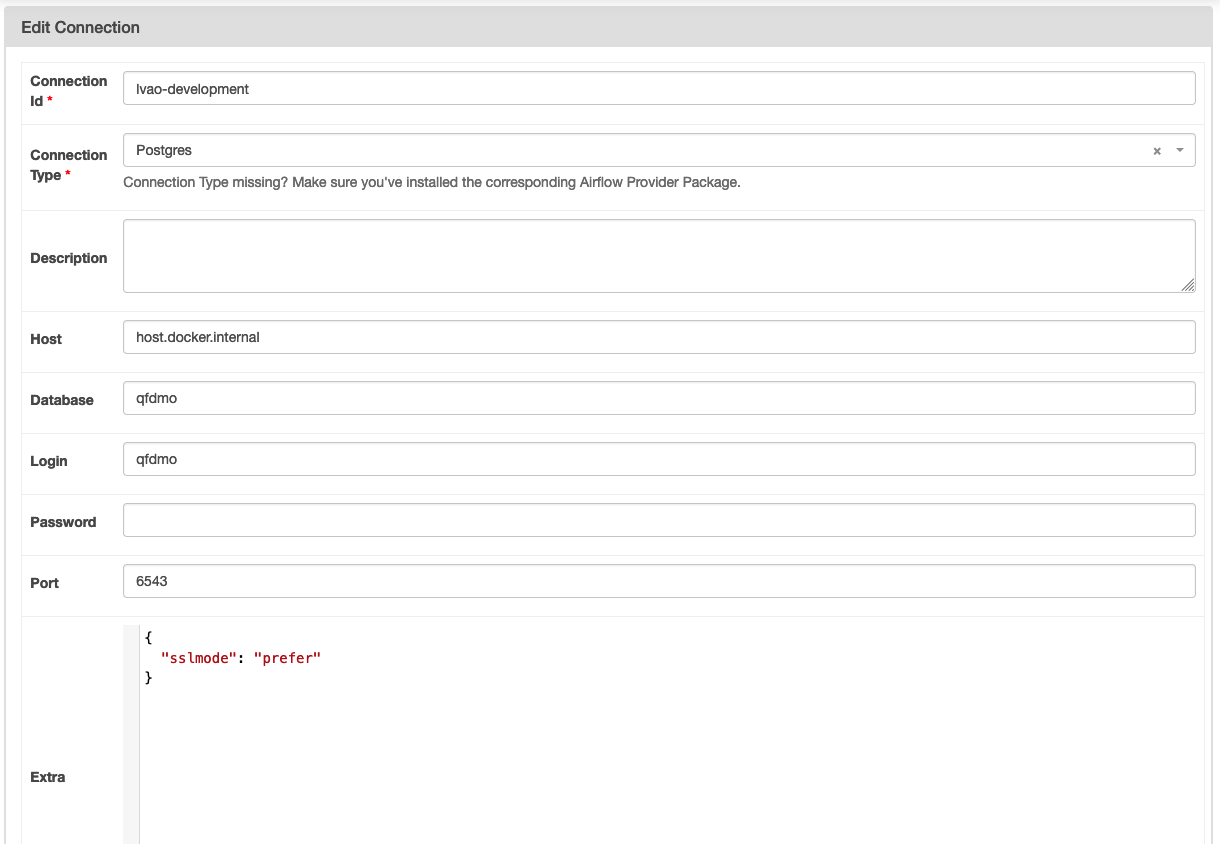 Edit Connection
Connection
Id *
lvao-development
Connection
Type *
Postgres
Connection Type missing? Make sure you've installed the corresponding Airflow Provider Package.
Description
Host
host.docker.internal
Database
qfdmo
Login
qfdmo
Password
Port
6543
Extra
{
"sslmode": "prefer"
}